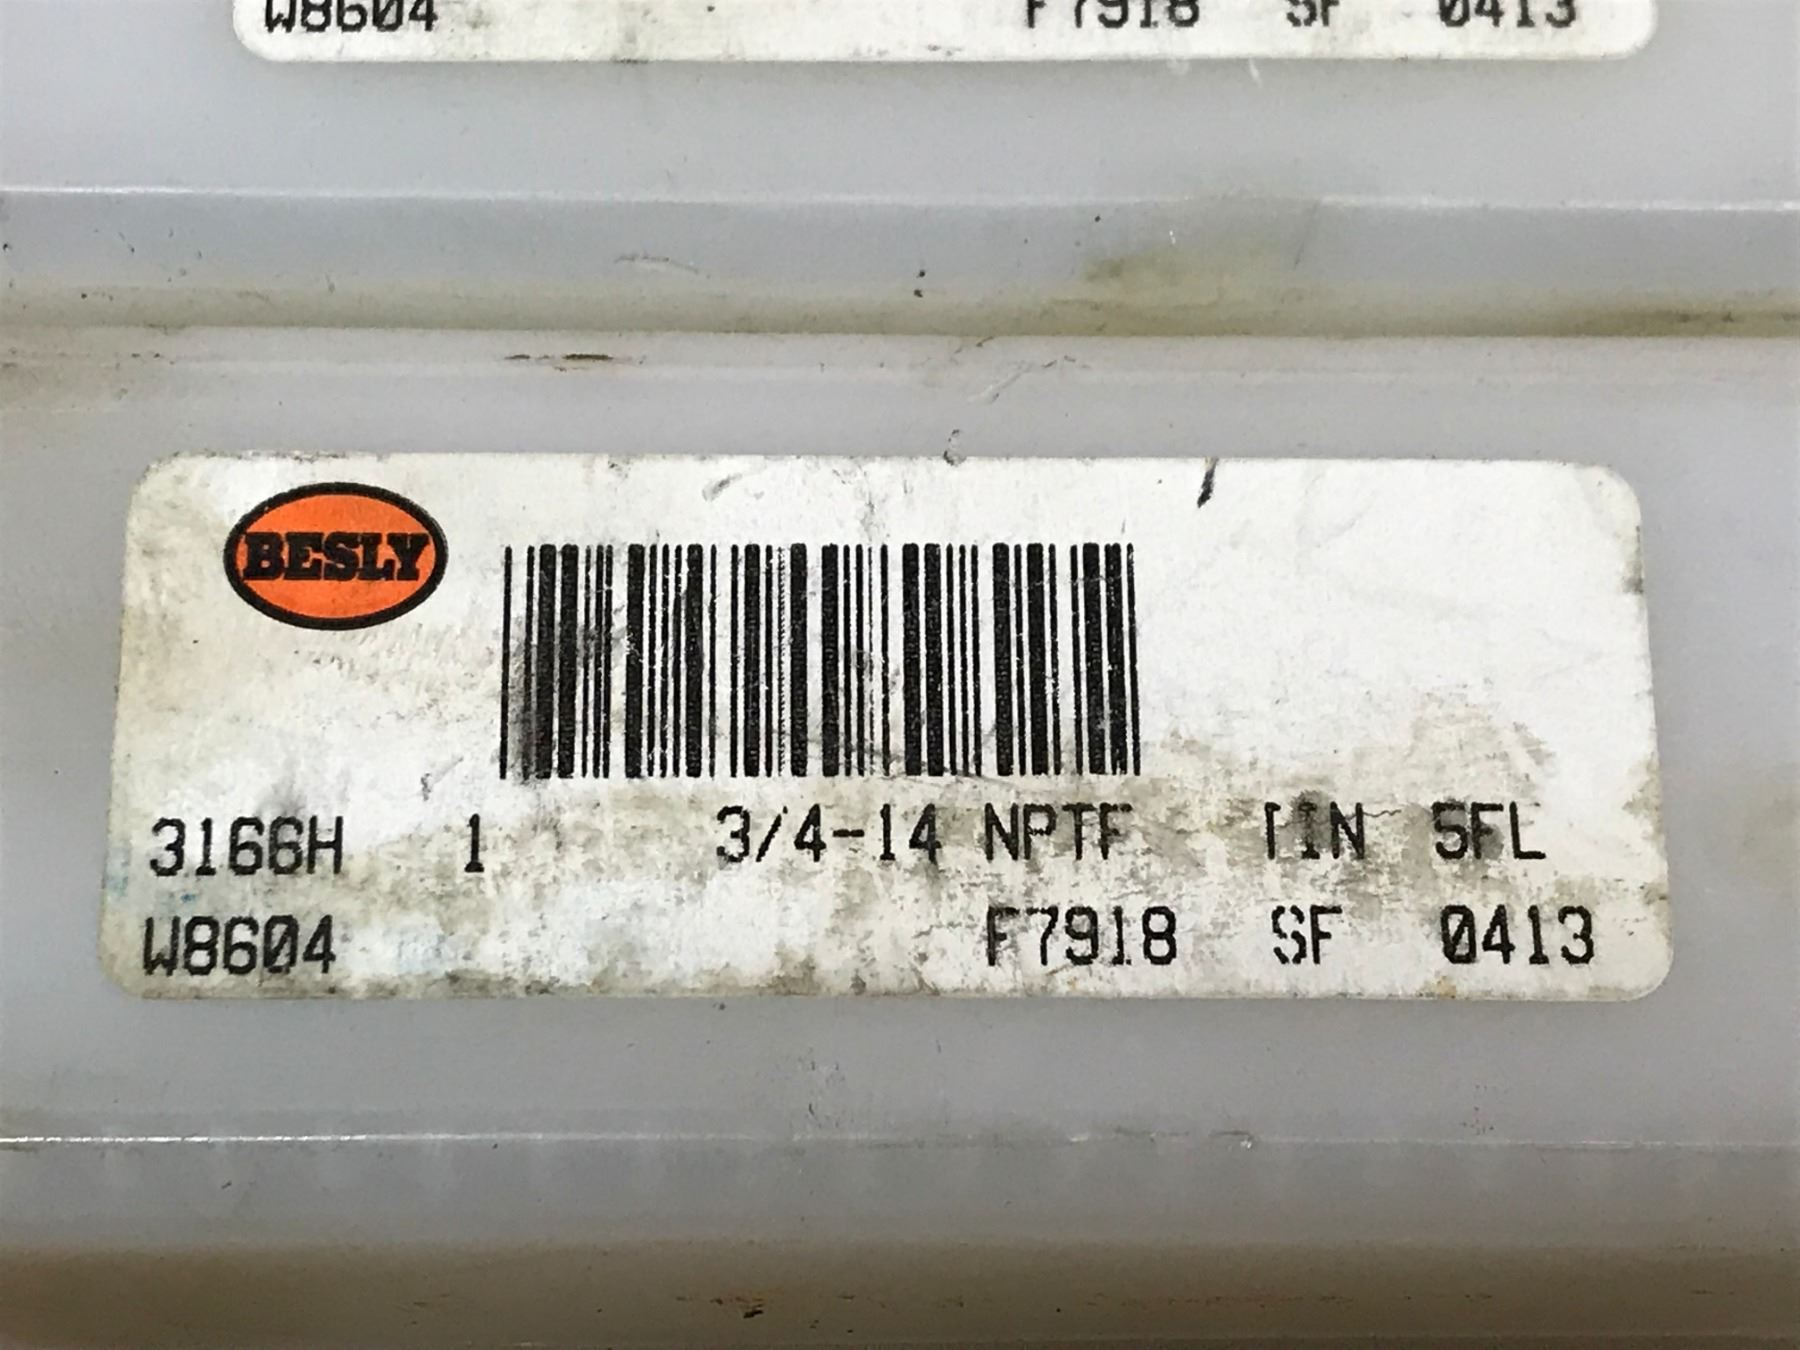 W8604 F7918 SF 0413
BESLY
3166H 1 3/4-14 NPTF TIN 5FL
W8604 F7918 SF 0413